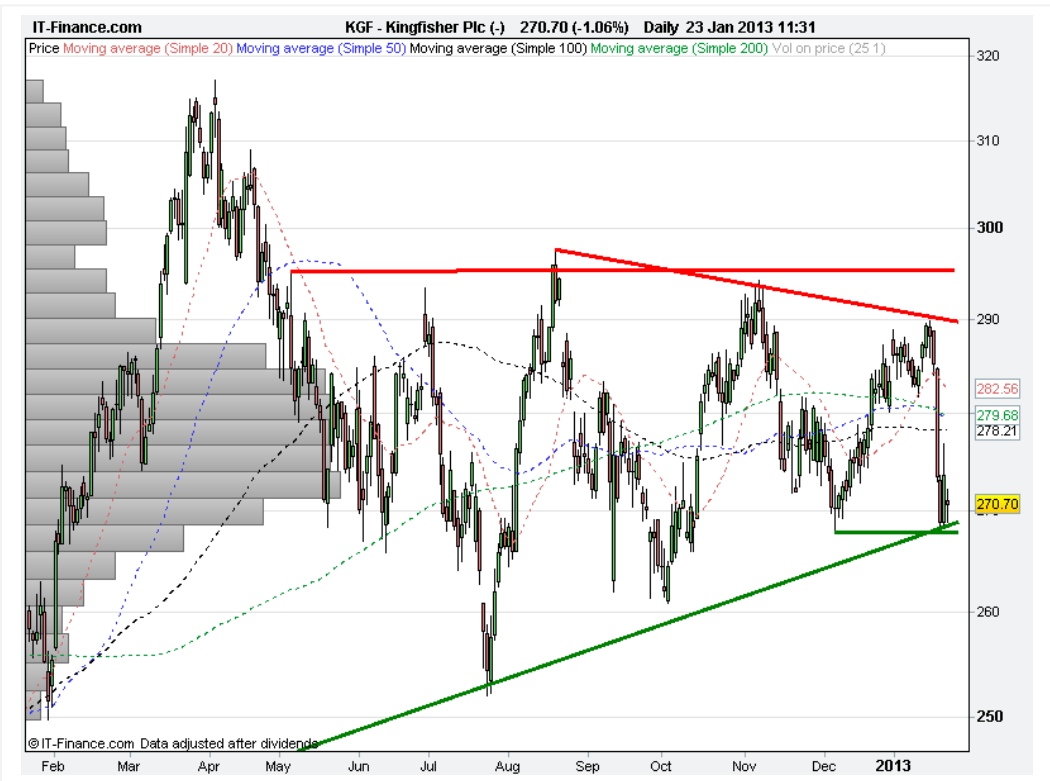 IT-Finance.com KGF - Kingfisher Plc (-) 270.70 (-1.06%) Daily 23 Jan 2013 11:31
Price Moving average (Simple 20) Moving average (Simple 50) Moving average (Simple 100) Moving average (Simple 200) Vol on price (25 1)
320
310
300
290
282.56
279.68
278.21
270.70
260
250
© IT-Finance.com Data adjusted after dividends
Feb Mar Apr May Jun Jul Aug Sep Oct Nov Dec 2013